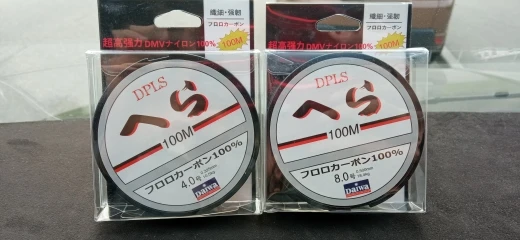 繊細・強靭
フロロカーボン
超高強力 DMVナイロン100%
100M
DPLS
へら
100M
フロロカーボン100%
4.0号
Daiwa
繊細・強靭
フロロカーボン
超高強力 DMVナイロン100%
100M
DPLS
へら
100M
フロロカーボン100%
8.0号
Daiwa